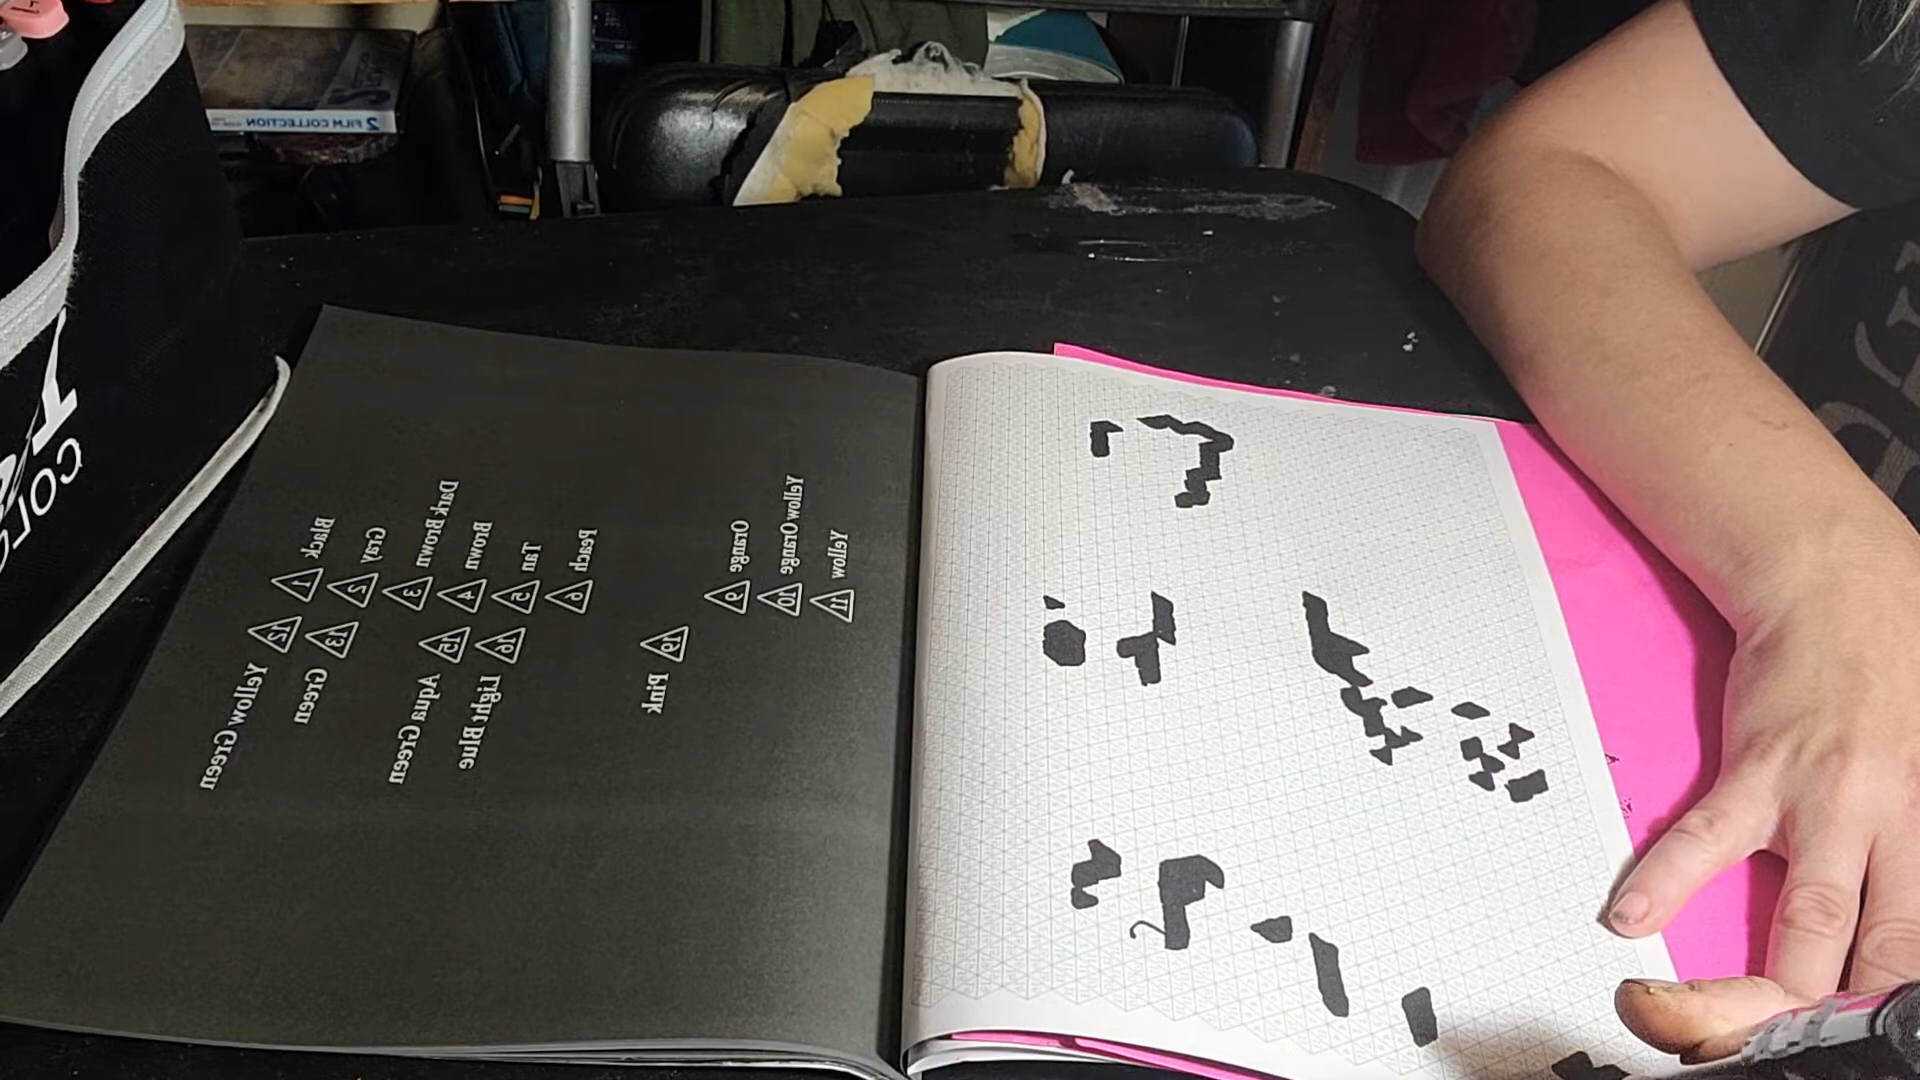 2 FILM COLLECTION
COLO
1 Black
2 Gray
3 Dark Brown
4 Brown
5 Tan
6 Peach
9 Orange
10 Yellow Orange
11 Yellow
12 Yellow Green
13 Green
15 Aqua Green
16 Light Blue
19 Pink